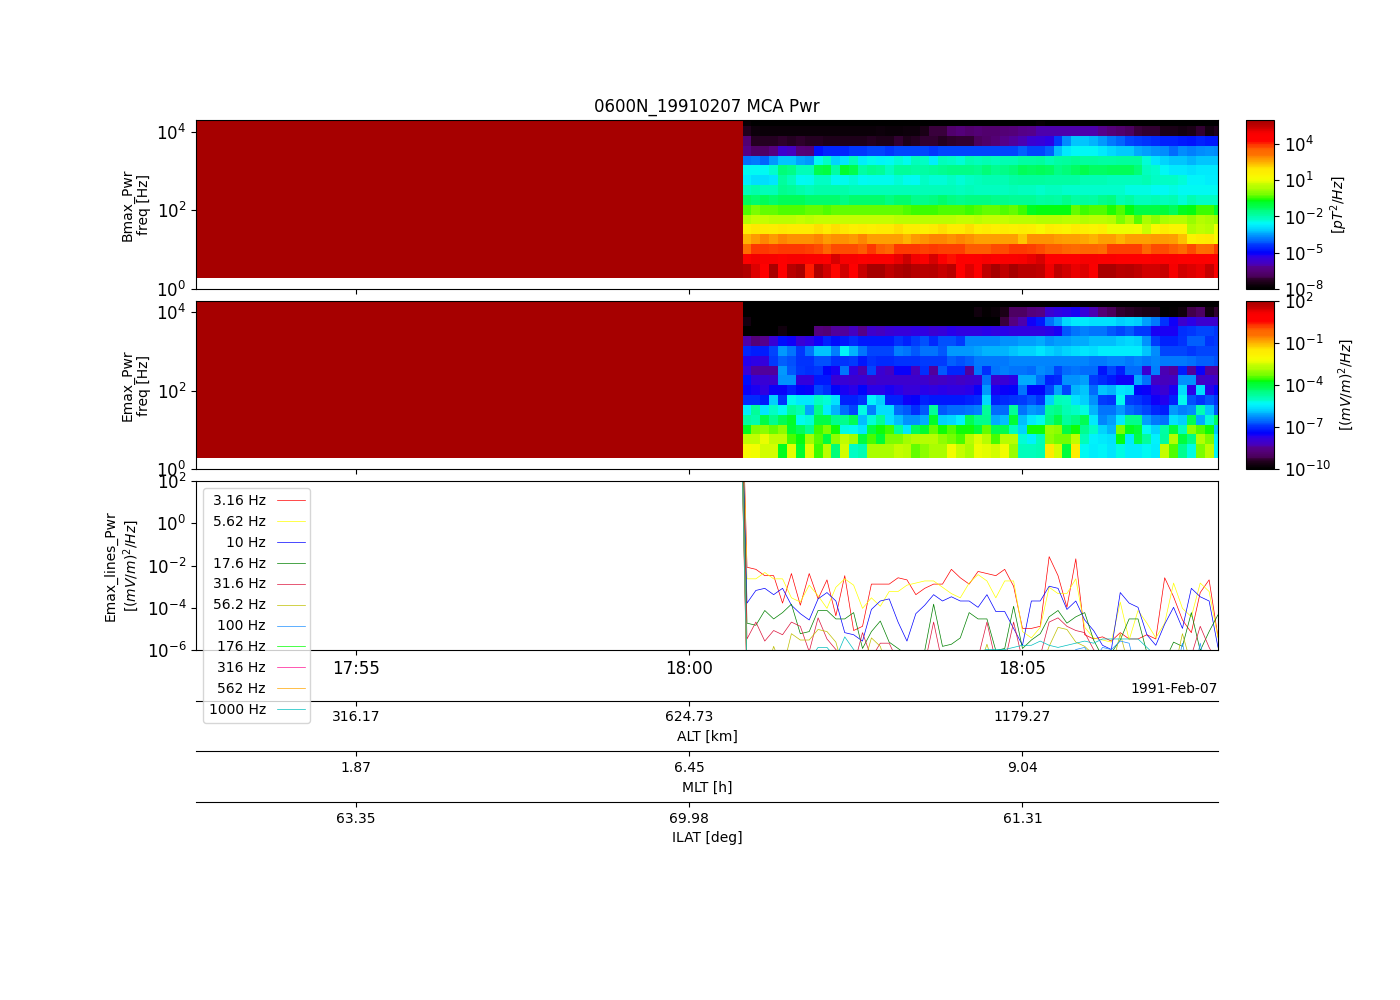 0600N_19910207 MCA Pwr
Bmax_Pwr
freq [Hz]
10^4
10^2
10^0
10^4
10^1
10^-2
10^-5
10^-8
[pT^2/Hz]
Emax_Pwr
freq [Hz]
10^4
10^2
10^0
10^2
10^-1
10^-4
10^-7
10^-10
[(mV/m)^2/Hz]
Emax_lines_Pwr
[(mV/m)^2/Hz]
10^2
10^0
10^-2
10^-4
10^-6
3.16 Hz
5.62 Hz
10 Hz
17.6 Hz
31.6 Hz
56.2 Hz
100 Hz
176 Hz
316 Hz
562 Hz
1000 Hz
17:55 18:00 18:05
1991-Feb-07
316.17 624.73 1179.27
ALT [km]
1.87 6.45 9.04
MLT [h]
63.35 69.98 61.31
ILAT [deg]